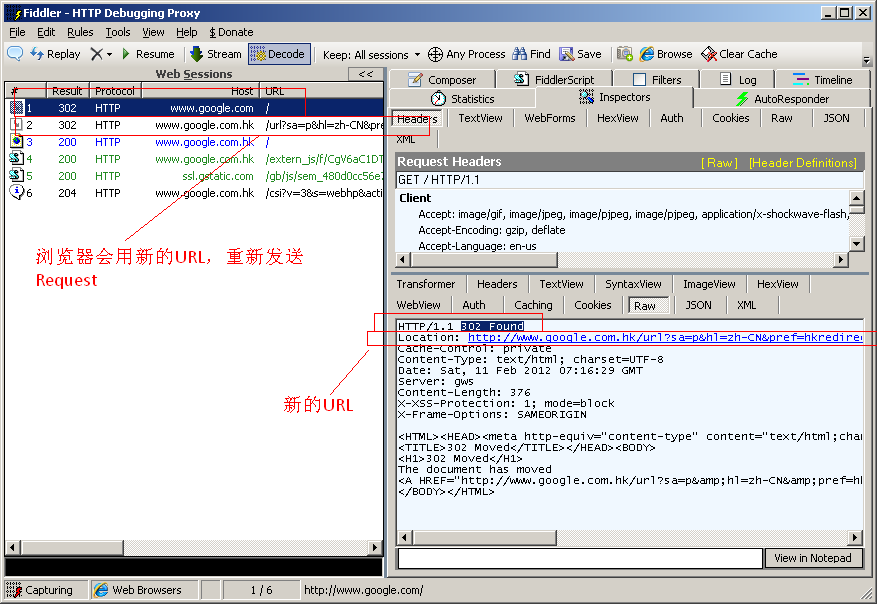 Fiddler - HTTP Debugging Proxy
File Edit Rules Tools View Help $ Donate
Replay Resume Stream Decode Keep: All sessions Any Process Find Save Browse Clear Cache
Web Sessions <<
# Result Protocol Host URL
1 302 HTTP www.google.com /
2 302 HTTP www.google.com.hk /url?sa=p&hl=zh-CN&pre
3 200 HTTP www.google.com.hk /
4 200 HTTP www.google.com.hk /extern_js/f/CgV6aC1DT
5 200 HTTP ssl.gstatic.com /gb/js/sem_480d0cc56e7
6 204 HTTP www.google.com.hk /csi?v=3&s=webhp&acti
浏览器会用新的URL, 重新发送
Request
新的URL
Composer FiddlerScript Filters Log Timeline
Statistics Inspectors AutoResponder
Headers TextView WebForms HexView Auth Cookies Raw JSON
XML
Request Headers [ Raw ] [Header Definitions]
GET / HTTP/1.1
Client
Accept: image/gif, image/jpeg, image/pjpeg, image/pjpeg, application/x-shockwave-flash,
Accept-Encoding: gzip, deflate
Accept-Language: en-us
Transformer Headers TextView SyntaxView ImageView HexView
WebView Auth Caching Cookies Raw JSON XML
HTTP/1.1 302 Found
Location: http://www.google.com.hk/url?sa=p&hl=zh-CN&pref=hkredirec
Cache-Control: private
Content-Type: text/html; charset=UTF-8
Date: Sat, 11 Feb 2012 07:16:29 GMT
Server: gws
Content-Length: 376
X-XSS-Protection: 1; mode=block
X-Frame-Options: SAMEORIGIN
<HTML><HEAD><meta http-equiv="content-type" content="text/html;char
<TITLE>302 Moved</TITLE></HEAD><BODY>
<H1>302 Moved</H1>
The document has moved
<A HREF="http://www.google.com.hk/url?sa=p&amp;hl=zh-CN&amp;pref=hk
</BODY></HTML>
View in Notepad
Capturing Web Browsers 1 / 6 http://www.google.com/